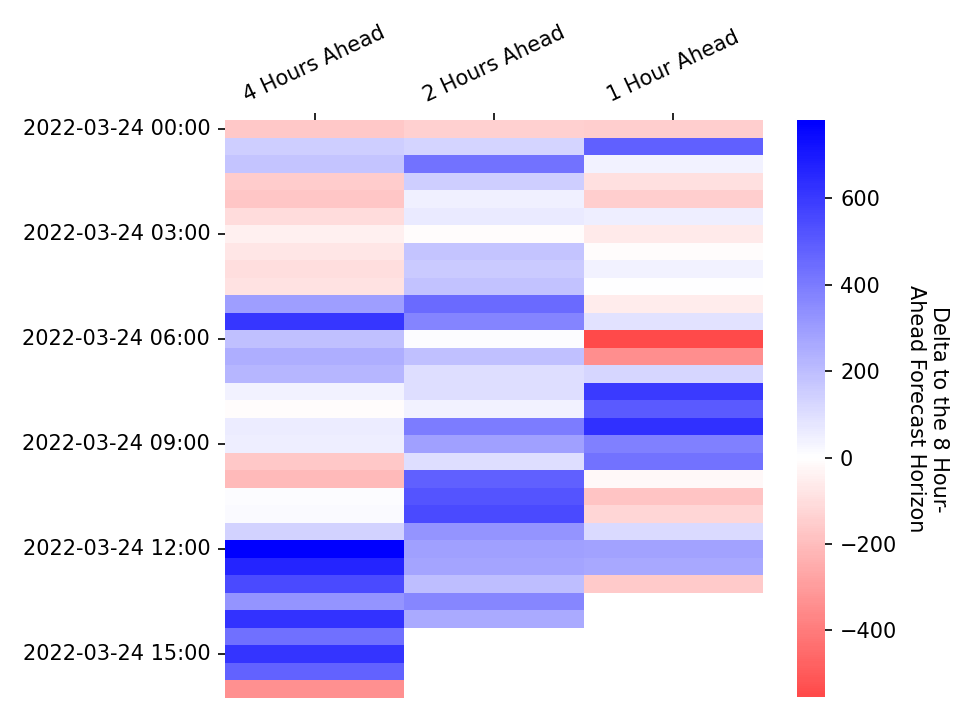 4 Hours Ahead
2 Hours Ahead
1 Hour Ahead
2022-03-24 00:00
2022-03-24 03:00
2022-03-24 06:00
2022-03-24 09:00
2022-03-24 12:00
2022-03-24 15:00
600
400
200
0
−200
−400
Delta to the 8 Hour-
Ahead Forecast Horizon